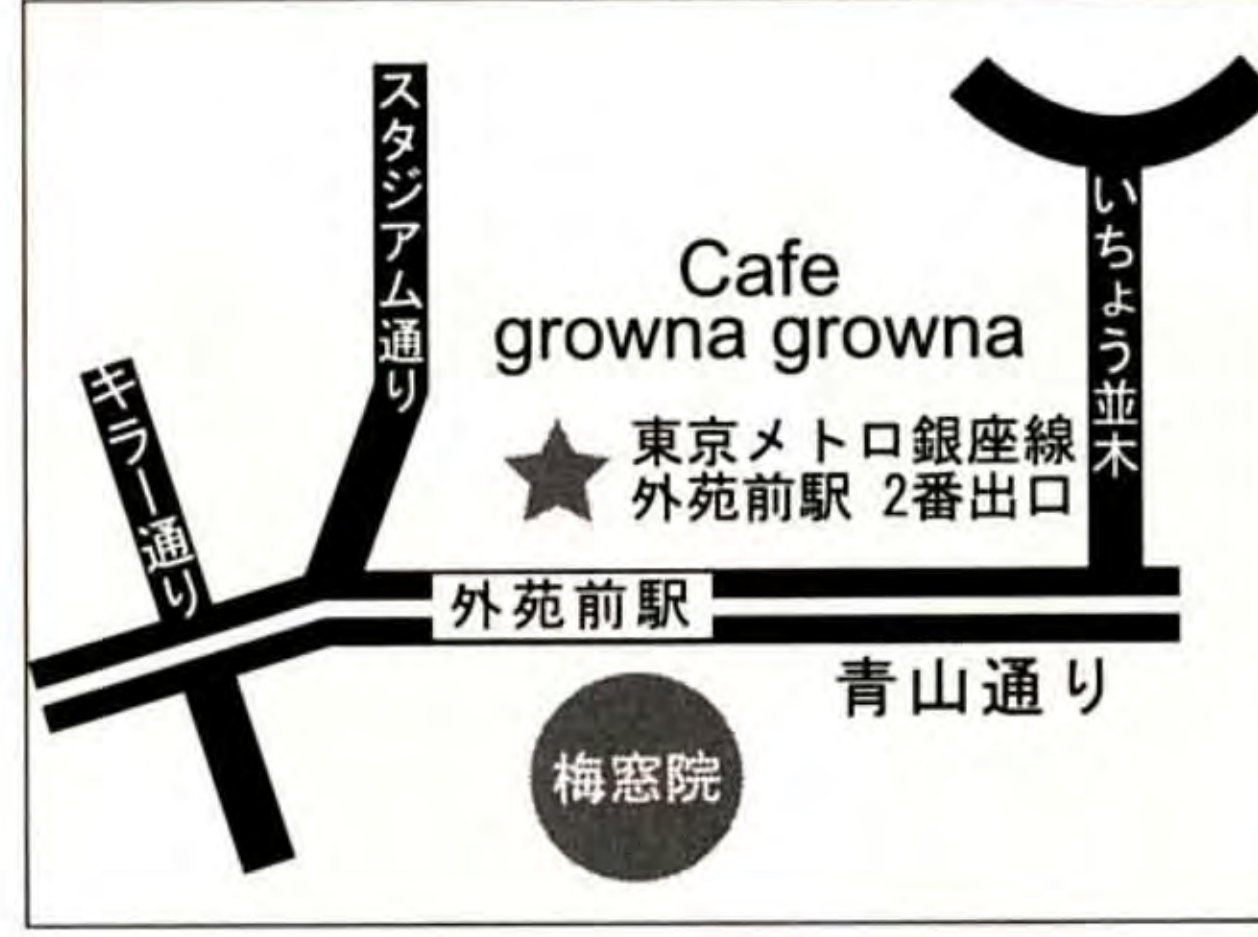 スタジアム通り
いちょう並木
Cafe
growna growna
キラー通り
東京メトロ銀座線
外苑前駅 2番出口
外苑前駅
青山通り
梅窓院